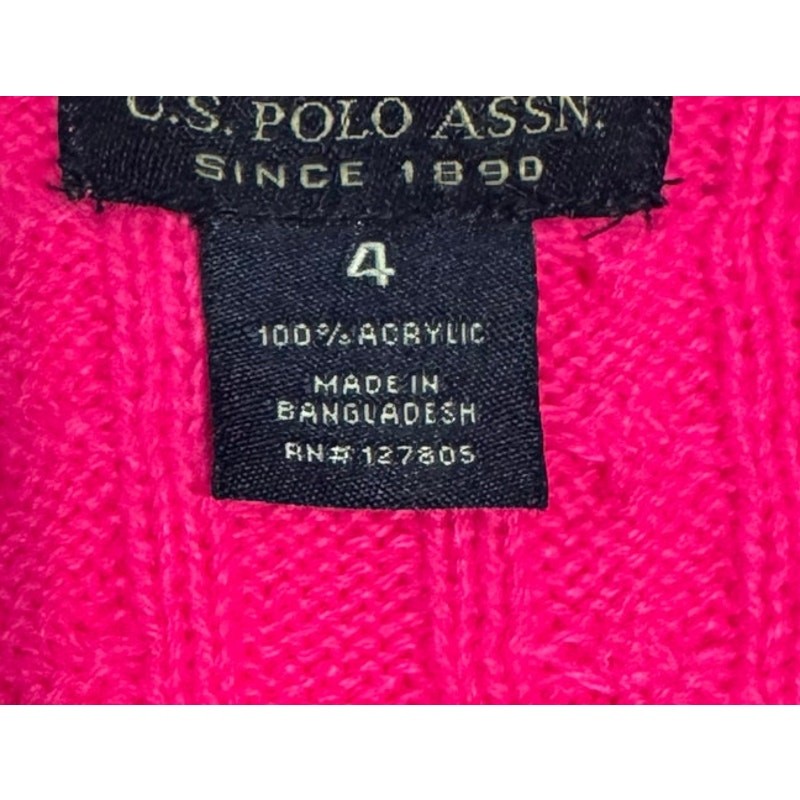 U.S. POLO ASSN.
SINCE 1890
4
100% ACRYLIC
MADE IN
BANGLADESH
RN# 127805